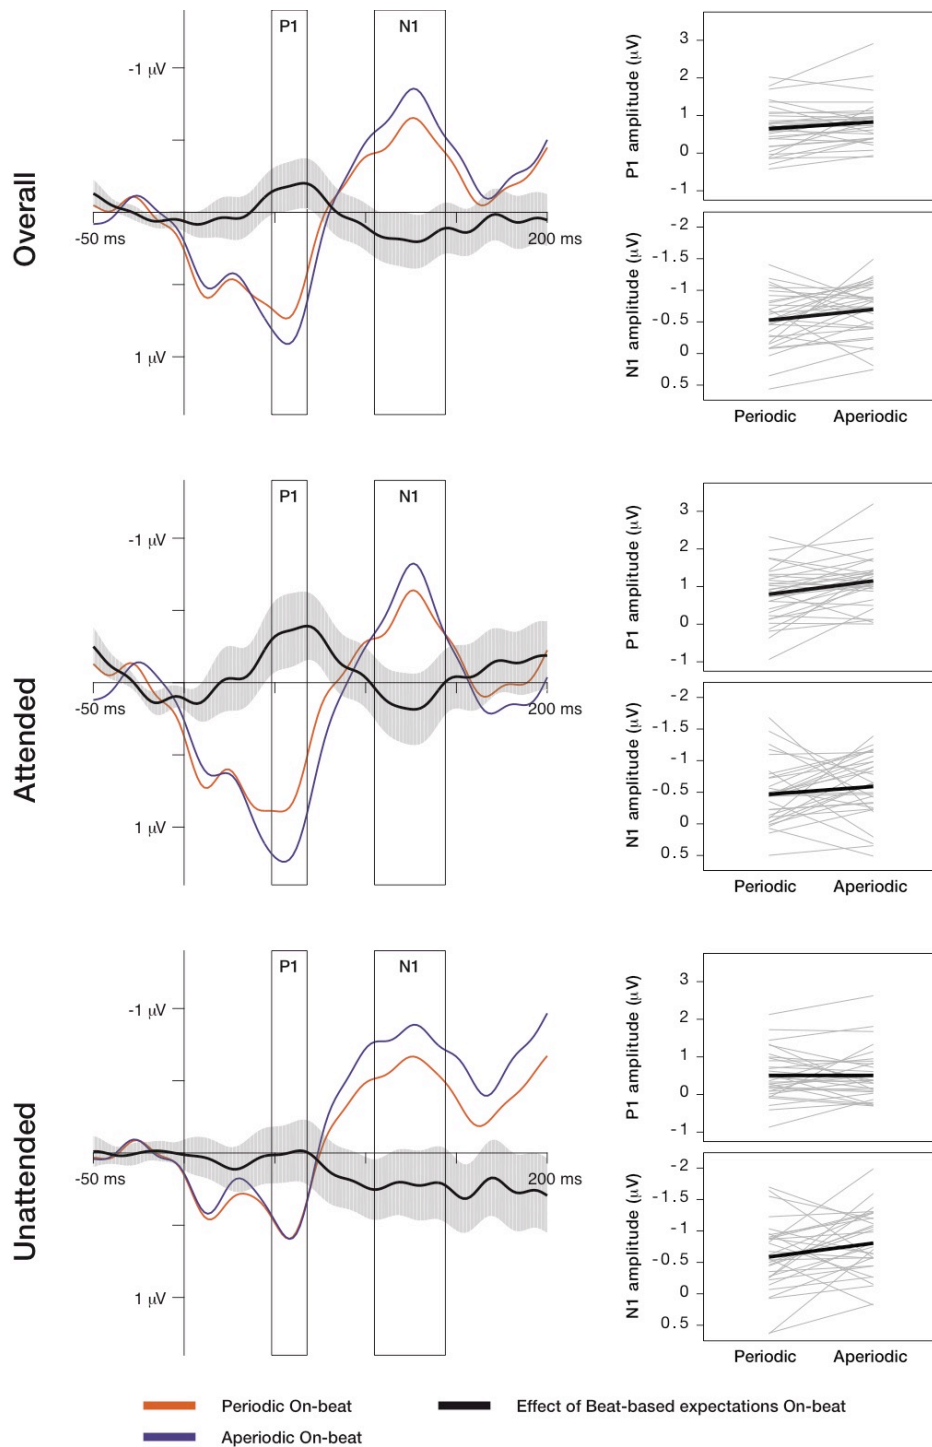 Overall
P1
N1
-1 μV
-50 ms
200 ms
1 μV
P1 amplitude (μV)
3
2
1
0
-1
N1 amplitude (μV)
-2
-1.5
-1
-0.5
0
0.5
Periodic
Aperiodic
Attended
P1
N1
-1 μV
-50 ms
200 ms
1 μV
P1 amplitude (μV)
3
2
1
0
-1
N1 amplitude (μV)
-2
-1.5
-1
-0.5
0
0.5
Periodic
Aperiodic
Unattended
P1
N1
-1 μV
-50 ms
200 ms
1 μV
P1 amplitude (μV)
3
2
1
0
-1
N1 amplitude (μV)
-2
-1.5
-1
-0.5
0
0.5
Periodic
Aperiodic
Periodic On-beat
Effect of Beat-based expectations On-beat
Aperiodic On-beat